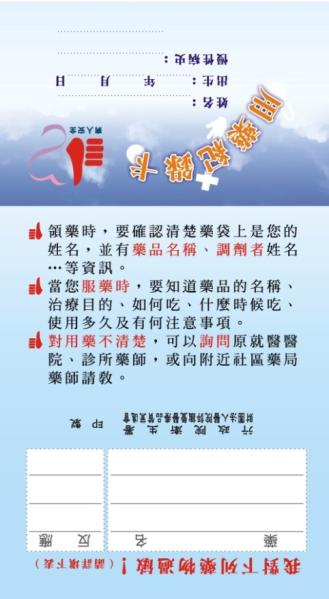 用藥紀錄卡
病人安全
姓名：
出生： 年 月 日
慢性病史：
領藥時，要確認清楚藥袋上是您的
姓名，並有藥品名稱、調劑者姓名
…等資訊。
當您服藥時，要知道藥品的名稱、
治療目的、如何吃、什麼時候吃、
使用多久及有何注意事項。
對用藥不清楚，可以詢問原就醫醫
院、診所藥師，或向附近社區藥局
藥師請教。
我對下列藥物過敏！（請詳填下表）
藥 名 反 應
行政院衛生署
財團法人醫院評鑑暨醫療品質策進會 印製